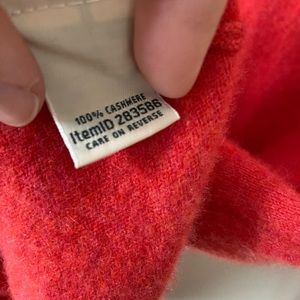 100% CASHMERE
ItemID 283586
CARE ON REVERSE